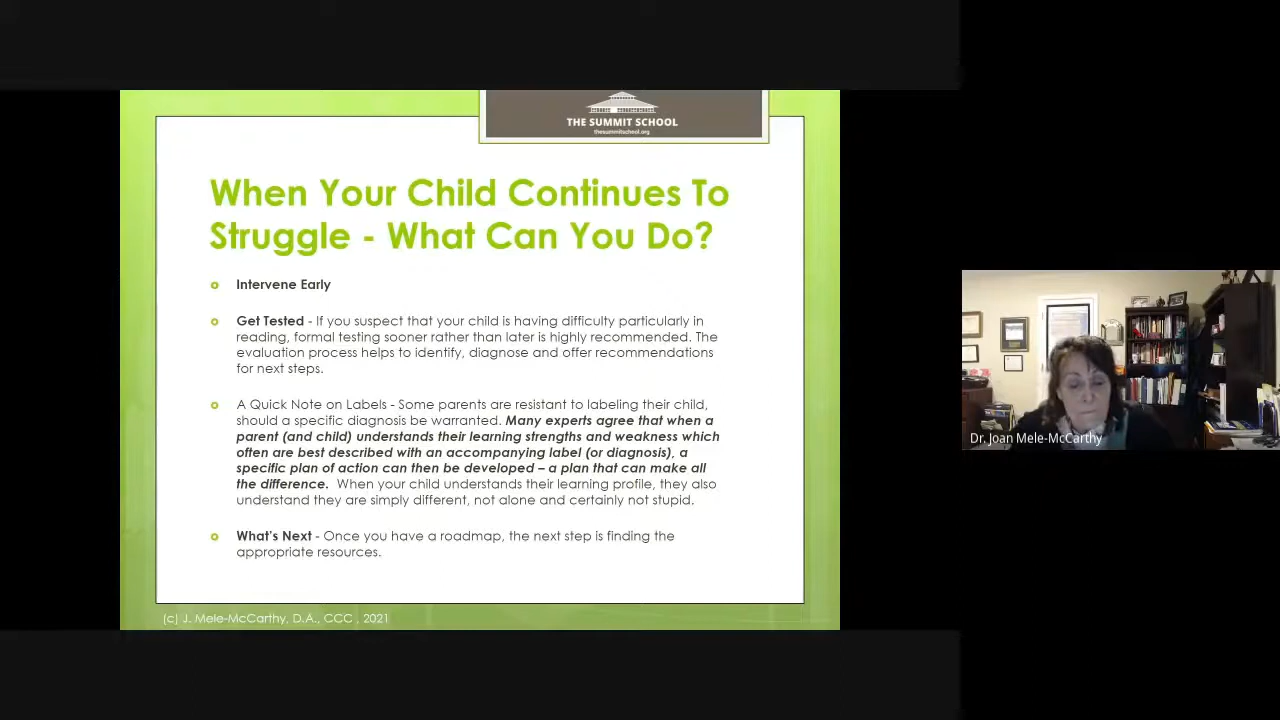 THE SUMMIT SCHOOL
thesummitschool.org
When Your Child Continues To
Struggle - What Can You Do?
Intervene Early
Get Tested - If you suspect that your child is having difficulty particularly in
reading, formal testing sooner rather than later is highly recommended. The
evaluation process helps to identify, diagnose and offer recommendations
for next steps.
A Quick Note on Labels - Some parents are resistant to labeling their child,
should a specific diagnosis be warranted. Many experts agree that when a
parent (and child) understands their learning strengths and weakness which
often are best described with an accompanying label (or diagnosis), a
specific plan of action can then be developed – a plan that can make all
the difference.  When your child understands their learning profile, they also
understand they are simply different, not alone and certainly not stupid.
What's Next - Once you have a roadmap, the next step is finding the
appropriate resources.
(c) J. Mele-McCarthy, D.A., CCC , 2021
Dr. Joan Mele-McCarthy